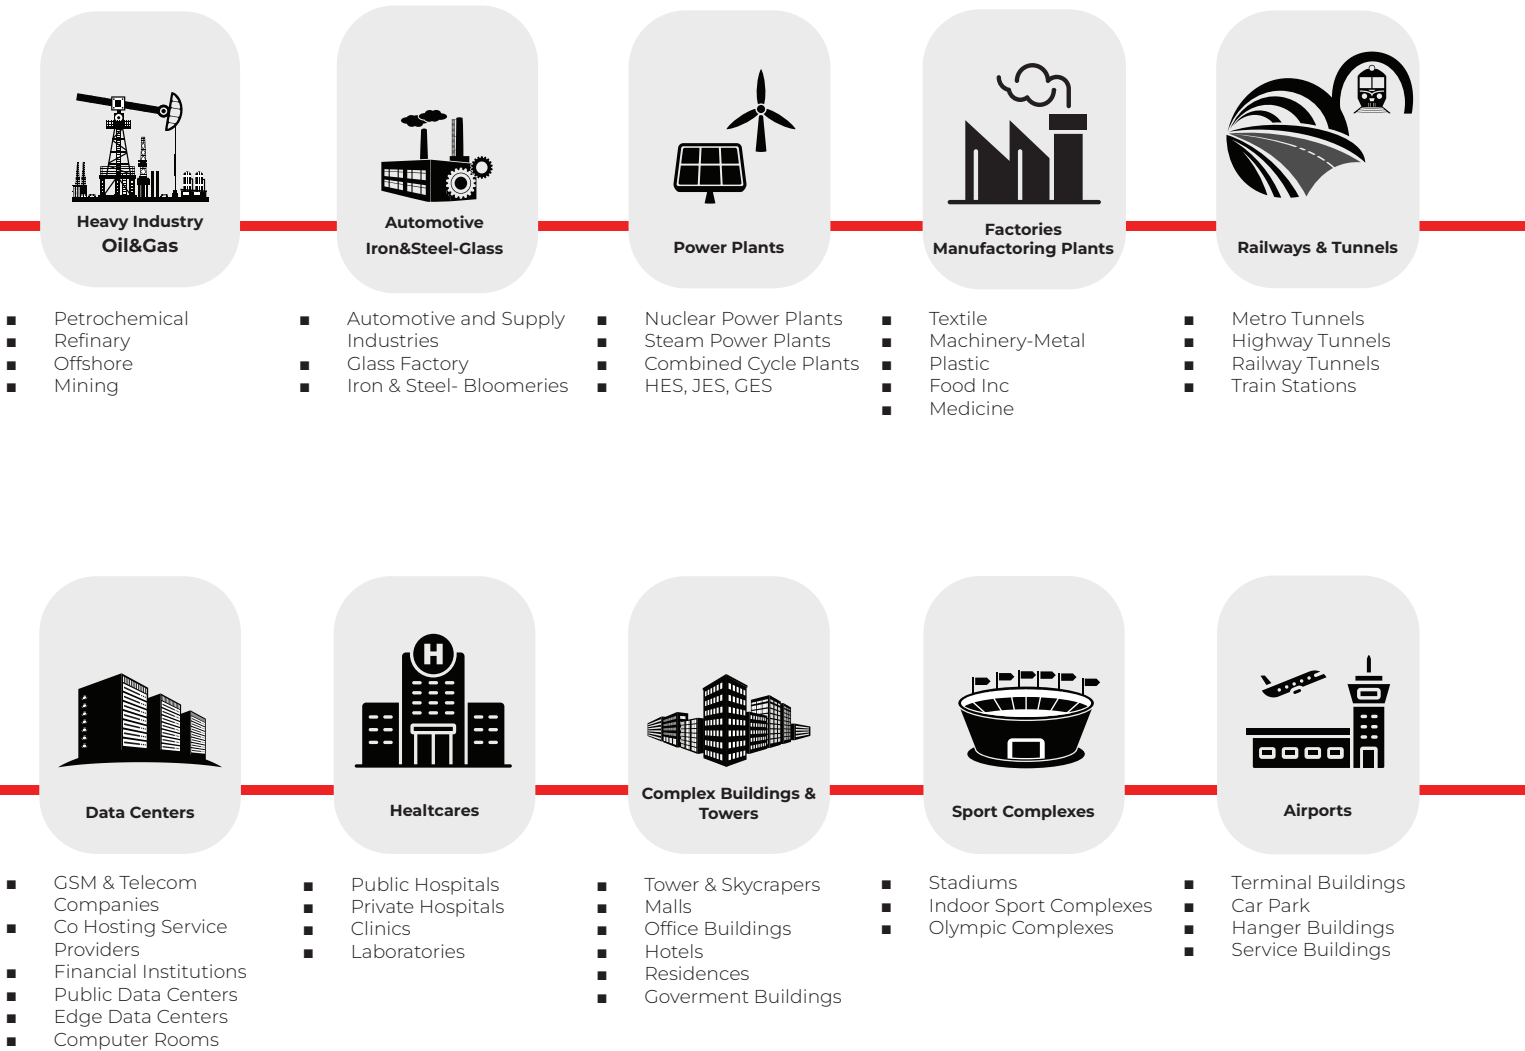 Heavy Industry
Oil&Gas
Petrochemical
Refinary
Offshore
Mining
Automotive
Iron&Steel-Glass
Automotive and Supply
Industries
Glass Factory
Iron & Steel- Bloomeries
Power Plants
Nuclear Power Plants
Steam Power Plants
Combined Cycle Plants
HES, JES, GES
Factories
Manufactoring Plants
Textile
Machinery-Metal
Plastic
Food Inc
Medicine
Railways & Tunnels
Metro Tunnels
Highway Tunnels
Railway Tunnels
Train Stations
Data Centers
GSM & Telecom
Companies
Co Hosting Service
Providers
Financial Institutions
Public Data Centers
Edge Data Centers
Computer Rooms
H
Healtcares
Public Hospitals
Private Hospitals
Clinics
Laboratories
Complex Buildings &
Towers
Tower & Skycrapers
Malls
Office Buildings
Hotels
Residences
Goverment Buildings
Sport Complexes
Stadiums
Indoor Sport Complexes
Olympic Complexes
Airports
Terminal Buildings
Car Park
Hanger Buildings
Service Buildings